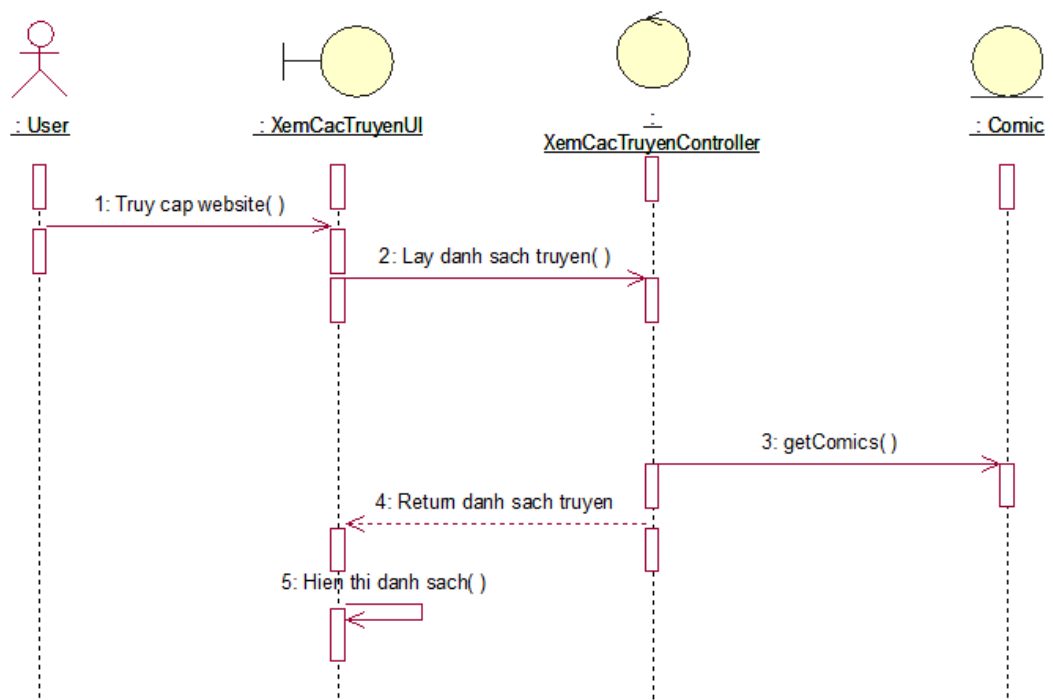 : User
: XemCacTruyenUI
:
XemCacTruyenController
: Comic
1: Truy cap website( )
2: Lay danh sach truyen( )
3: getComics( )
4: Return danh sach truyen
5: Hien thi danh sach( )